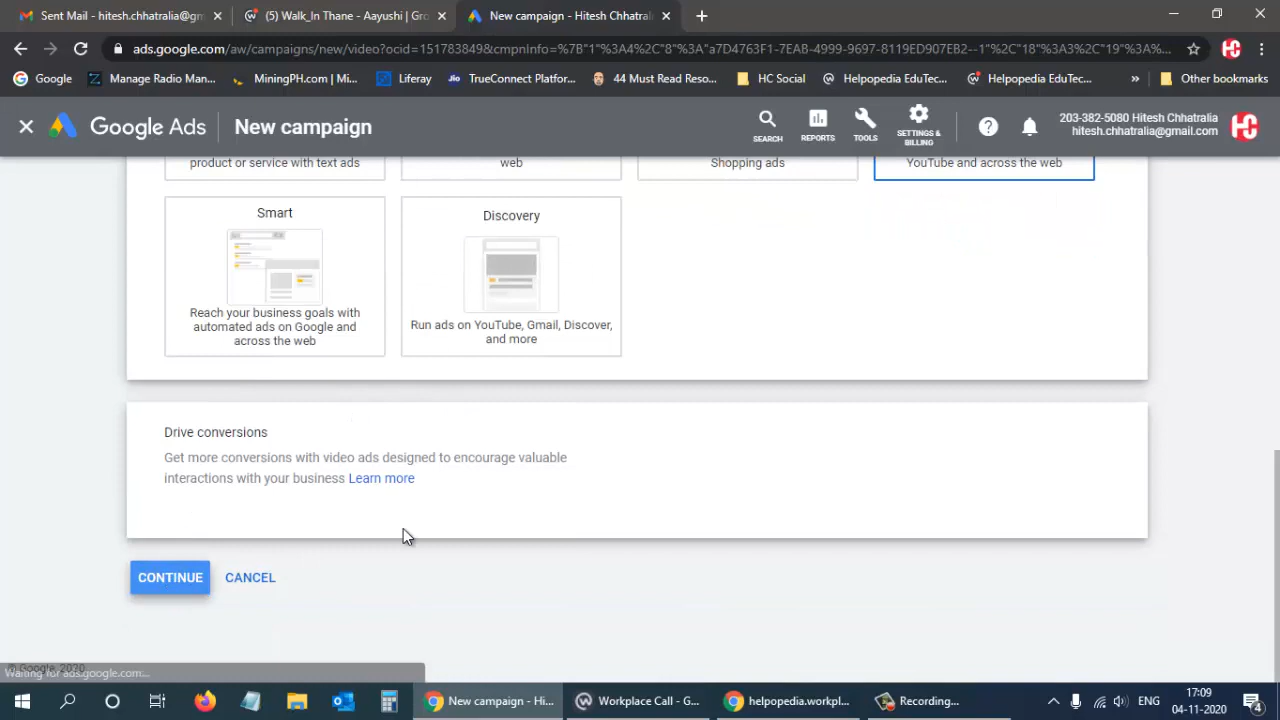 Sent Mail - hitesh.chhatralia@gm
(5) Walk_In Thane - Aayushi | Gro
New campaign - Hitesh Chhatrali
ads.google.com/aw/campaigns/new/video?ocid=151783849&cmpnInfo=%7B"1"%3A4%2C"8"%3A"a7D4763F1-7EAB-4999-9697-8119ED907EB2--1"%2C"18"%3A3%2C"19"%3A%...
Google
Manage Radio Man...
MiningPH.com | Mi...
Liferay
Jio
TrueConnect Platfor...
44 Must Read Reso...
HC Social
Helpopedia EduTec...
Helpopedia EduTec...
»
Other bookmarks
Google Ads
New campaign
SEARCH
REPORTS
TOOLS
SETTINGS & BILLING
203-382-5080 Hitesh Chhatralia
hitesh.chhatralia@gmail.com
HC
product or service with text ads
web
Shopping ads
YouTube and across the web
Smart
Reach your business goals with
automated ads on Google and
across the web
Discovery
Run ads on YouTube, Gmail, Discover,
and more
Drive conversions
Get more conversions with video ads designed to encourage valuable
interactions with your business Learn more
CONTINUE
CANCEL
© Google, 2020
Waiting for ads.google.com...
New campaign - Hi...
Workplace Call - G...
helpopedia.workpl...
Recording...
ENG
17:09
04-11-2020
4